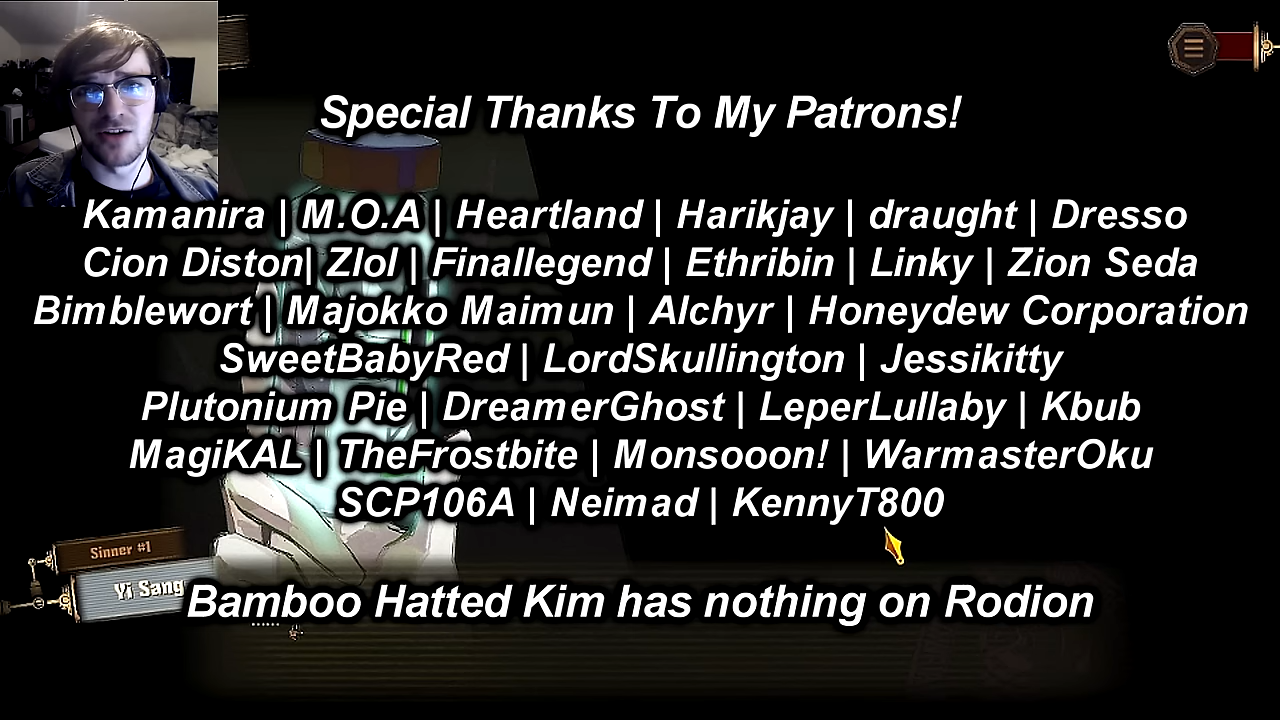 Special Thanks To My Patrons!
Kamanira | M.O.A | Heartland | Harikjay | draught | Dresso
Cion Diston| Zlol | Finallegend | Ethribin | Linky | Zion Seda
Bimblewort | Majokko Maimun | Alchyr | Honeydew Corporation
SweetBabyRed | LordSkullington | Jessikitty
Plutonium Pie | DreamerGhost | LeperLullaby | Kbub
MagiKAL | TheFrostbite | Monsooon! | WarmasterOku
SCP106A | Neimad | KennyT800
Sinner #1
Yi Sang
Bamboo Hatted Kim has nothing on Rodion
......